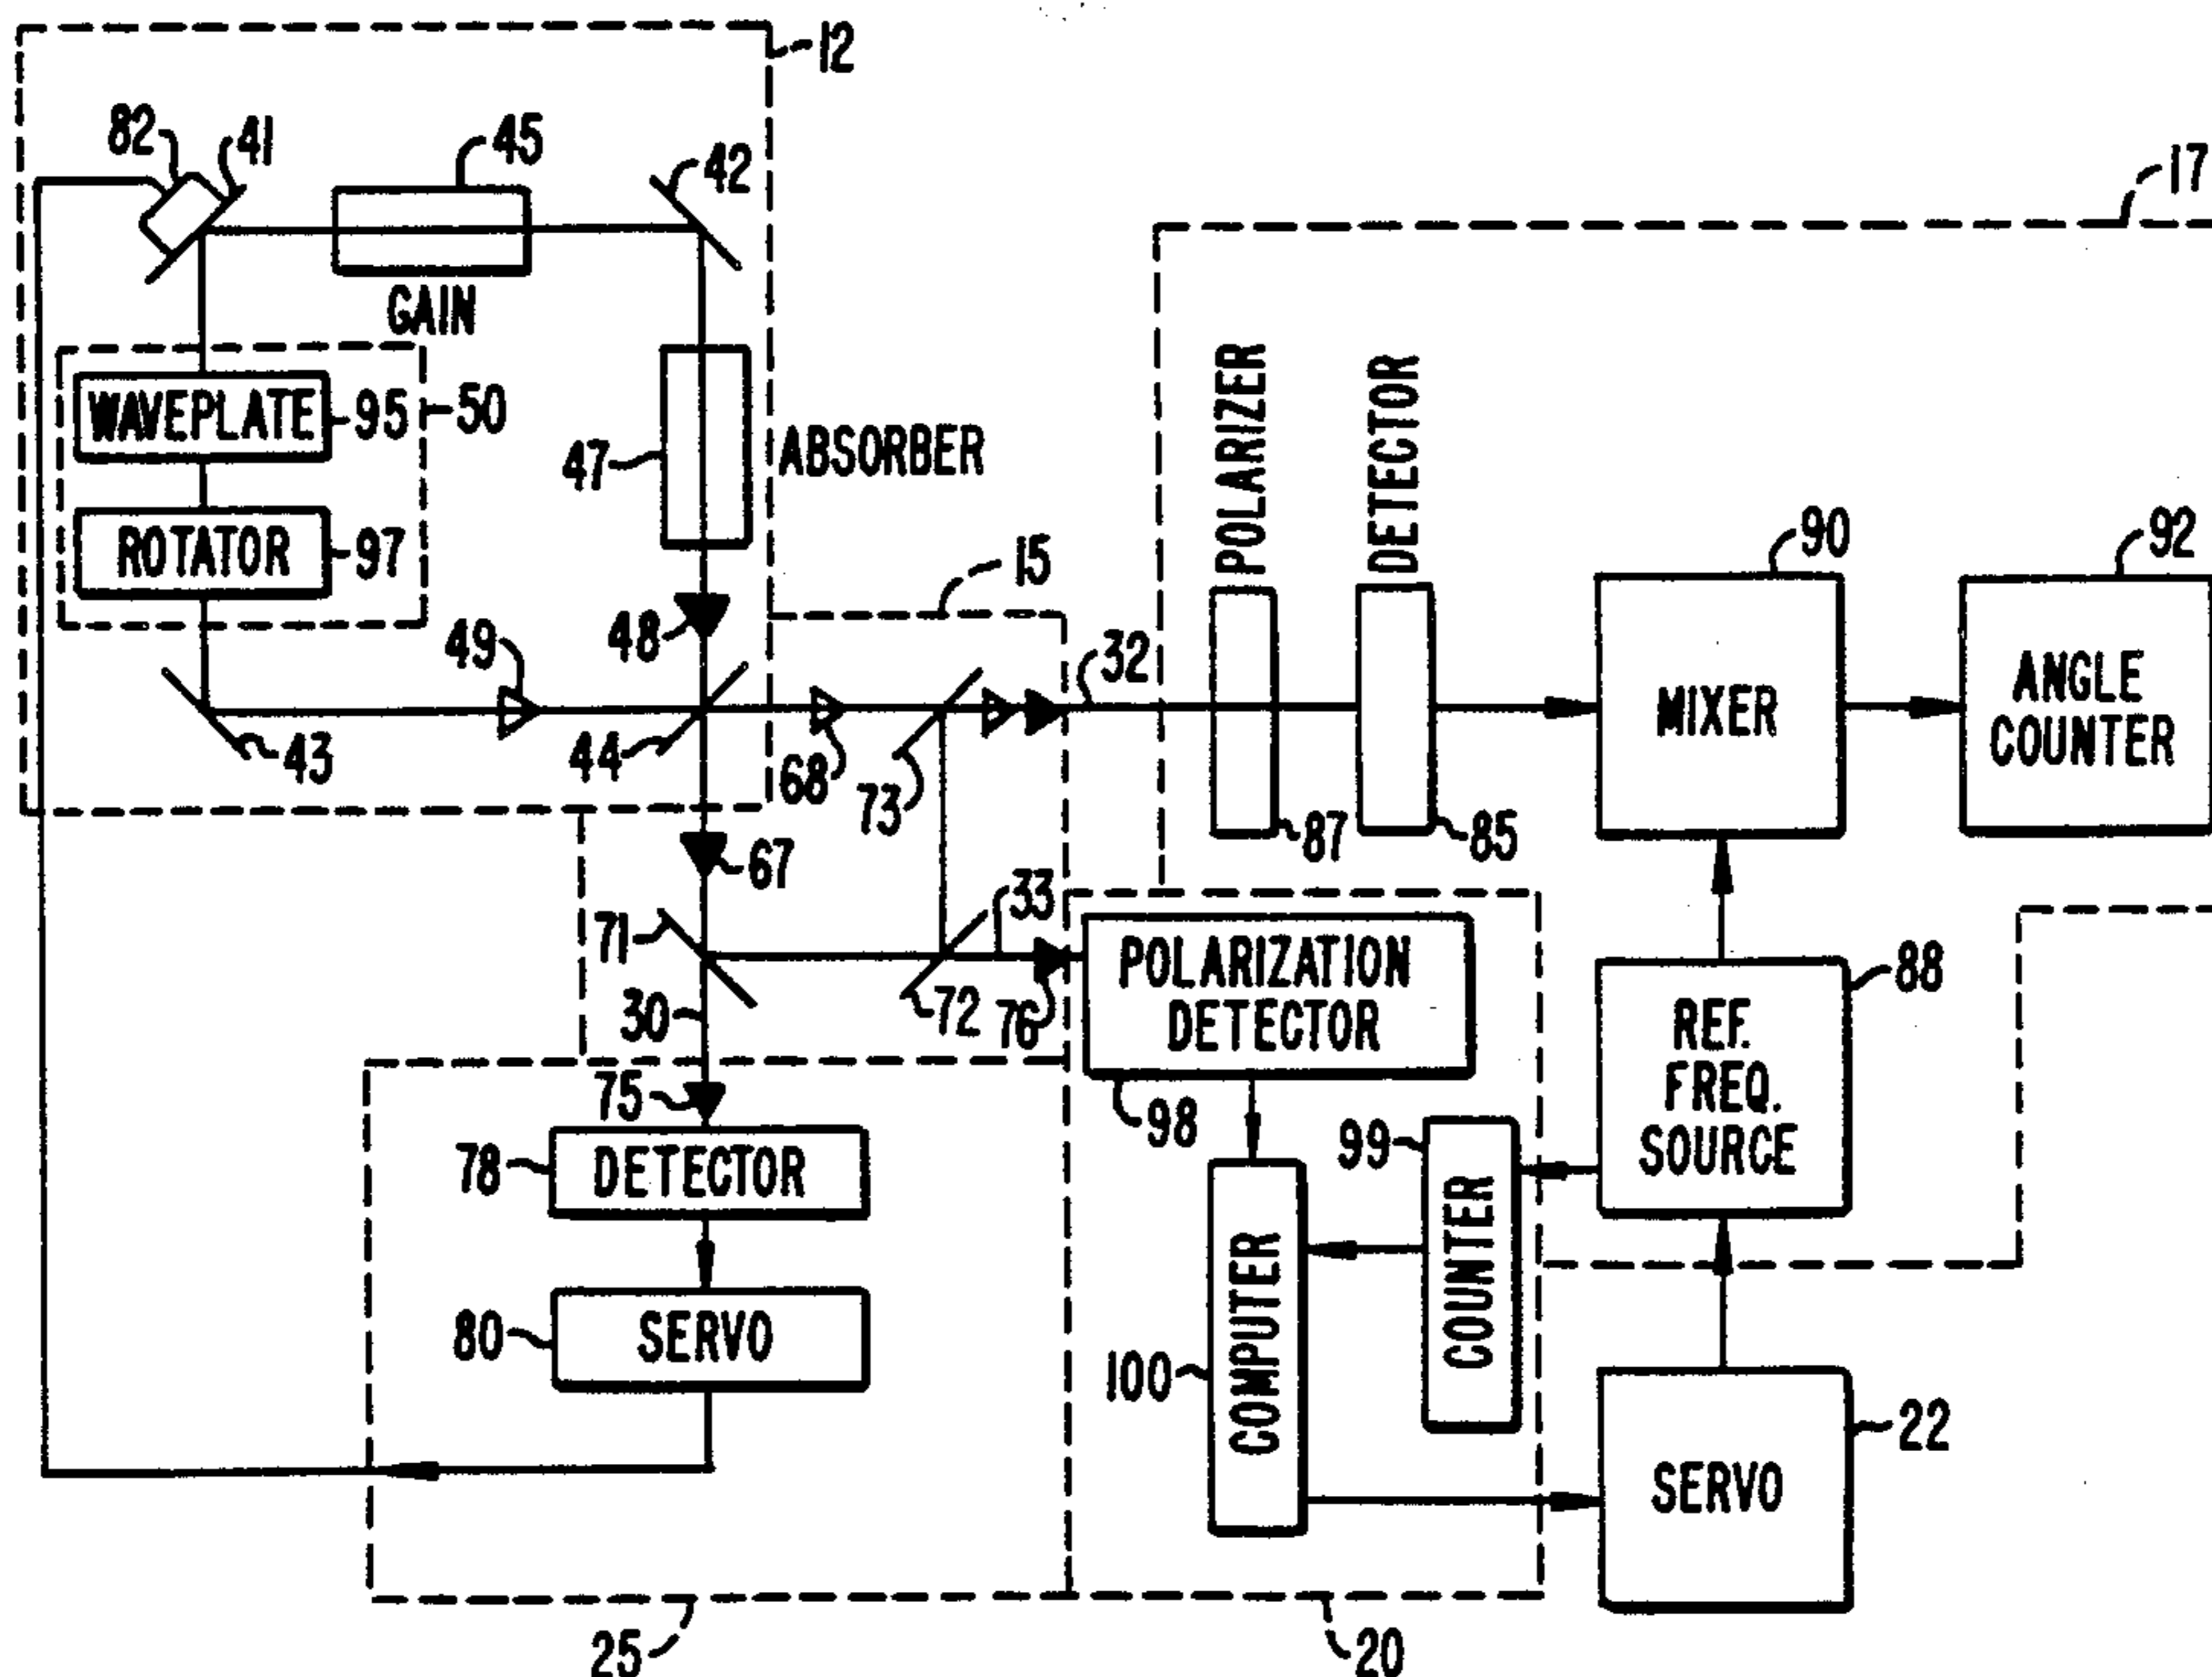 12
82
41
45
42
17
GAIN
WAVEPLATE
95
50
47
ABSORBER
POLARIZER
DETECTOR
ROTATOR
97
90
92
15
49
48
32
MIXER
ANGLE
COUNTER
43
44
68
73
87
85
67
33
71
30
72
76
POLARIZATION
DETECTOR
88
REF.
FREQ.
SOURCE
75
98
99
78
DETECTOR
COUNTER
80
SERVO
100
COMPUTER
22
SERVO
25
20